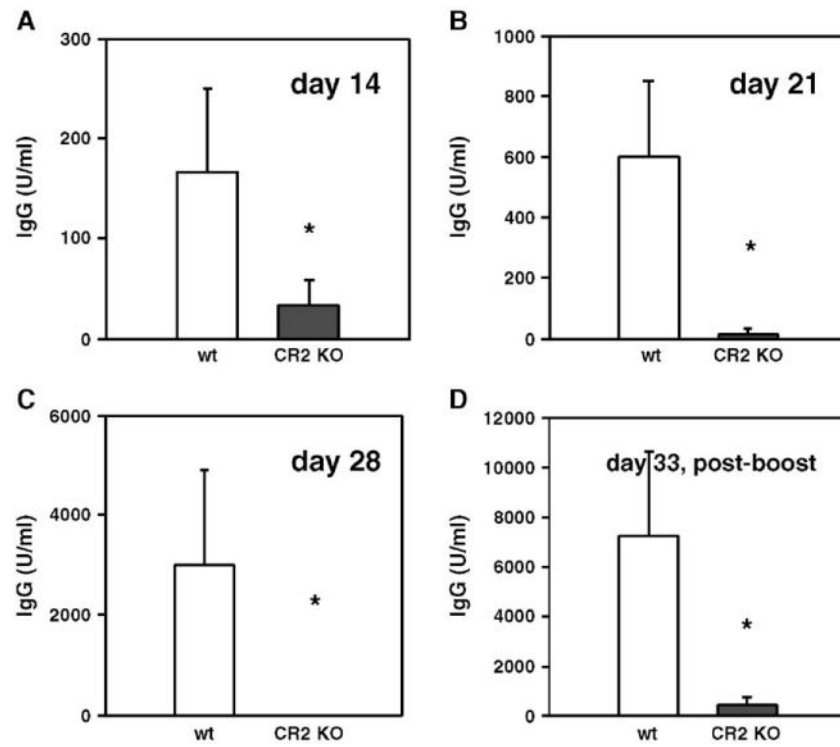 A
300
200
100
0
IgG (U/ml)
day 14
*
wt
CR2 KO
B
1000
800
600
400
200
0
IgG (U/ml)
day 21
*
wt
CR2 KO
C
6000
4000
2000
0
IgG (U/ml)
day 28
*
wt
CR2 KO
D
12000
10000
8000
6000
4000
2000
0
IgG (U/ml)
day 33, post-boost
*
wt
CR2 KO